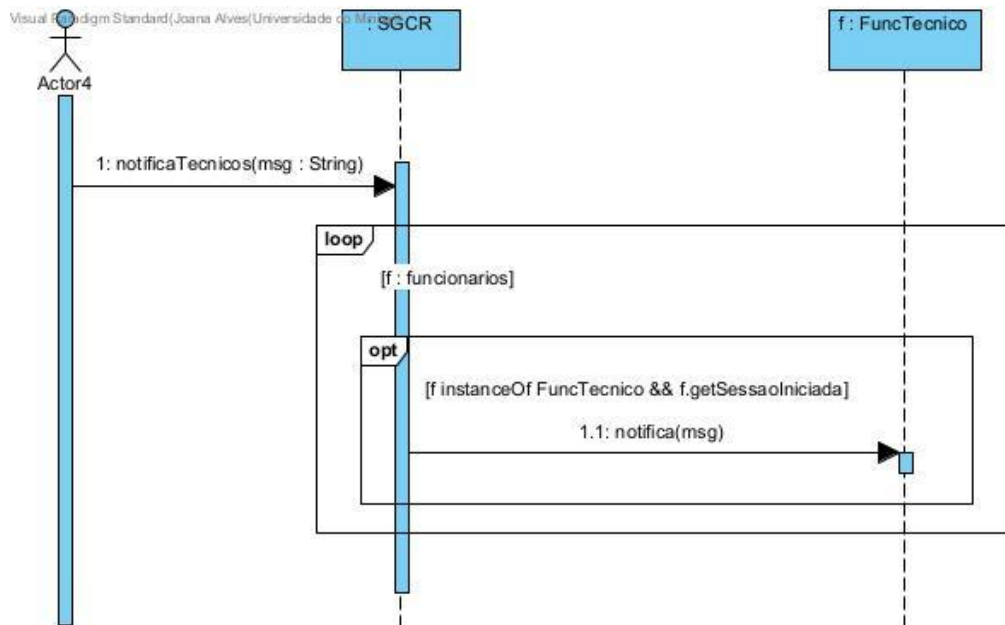 Visual Paradigm Standard(Joana Alves(Universidade do Minho))
: SGCR
f : FuncTecnico
Actor4
1: notificaTecnicos(msg : String)
loop
[f : funcionarios]
opt
[f instanceOf FuncTecnico && f.getSessaoIniciada]
1.1: notifica(msg)